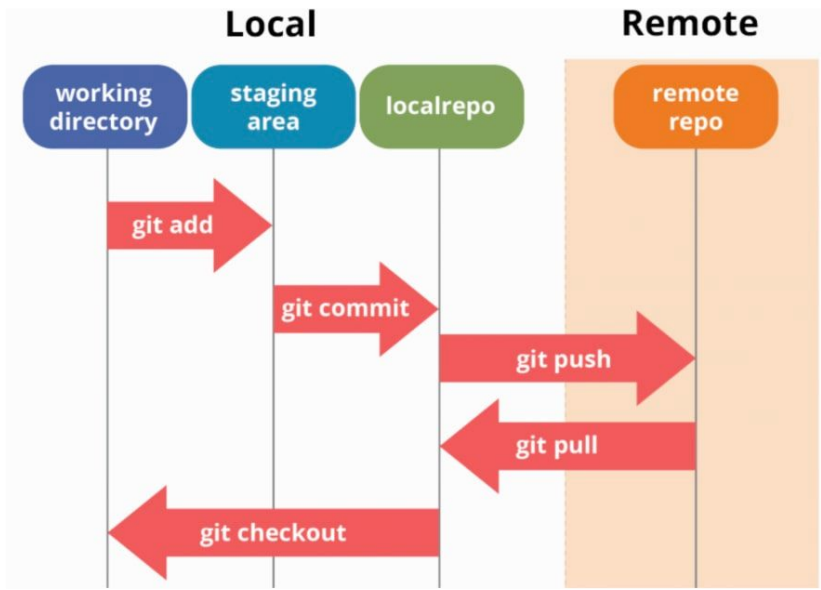 Local
Remote
working
directory
staging
area
localrepo
remote
repo
git add
git commit
git push
git pull
git checkout